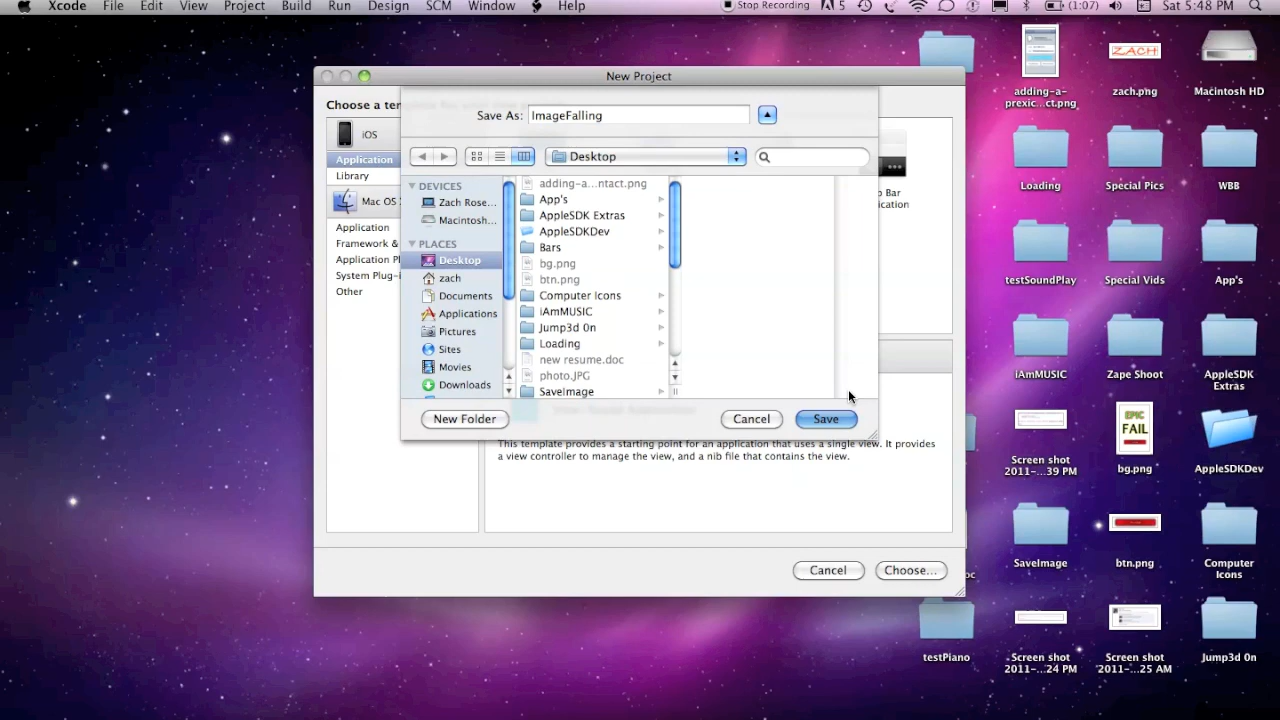 Xcode File Edit View Project Build Run Design SCM Window Help Stop Recording 5 (1:07) Sat 5:48 PM
New Project
Choose a te
Save As: ImageFalling
iOS
Application
Library
Mac OS
Application
Framework &
Application Pl
System Plug-i
Other
Desktop
DEVICES
Zach Rose...
Macintosh...
PLACES
Desktop
zach
Documents
Applications
Pictures
Sites
Movies
Downloads
adding-a...ntact.png
App's
AppleSDK Extras
AppleSDKDev
Bars
bg.png
btn.png
Computer Icons
iAmMUSIC
Jump3d 0n
Loading
new resume.doc
photo.JPG
SaveImage
New Folder Cancel Save
Bar
cation
This template provides a starting point for an application that uses a single view. It provides
a view controller to manage the view, and a nib file that contains the view.
Cancel Choose...
adding-a-
prexic...ct.png
ZACH
zach.png
Macintosh HD
Loading
Special Pics
WBB
testSoundPlay
Special Vids
App's
iAmMUSIC
Zape Shoot
AppleSDK
Extras
Screen shot
2011-...39 PM
EPIC
FAIL
bg.png
AppleSDKDev
SaveImage
btn.png
Computer
Icons
oc
testPiano
Screen shot
2011-...24 PM
Screen shot
2011-...25 AM
Jump3d 0n